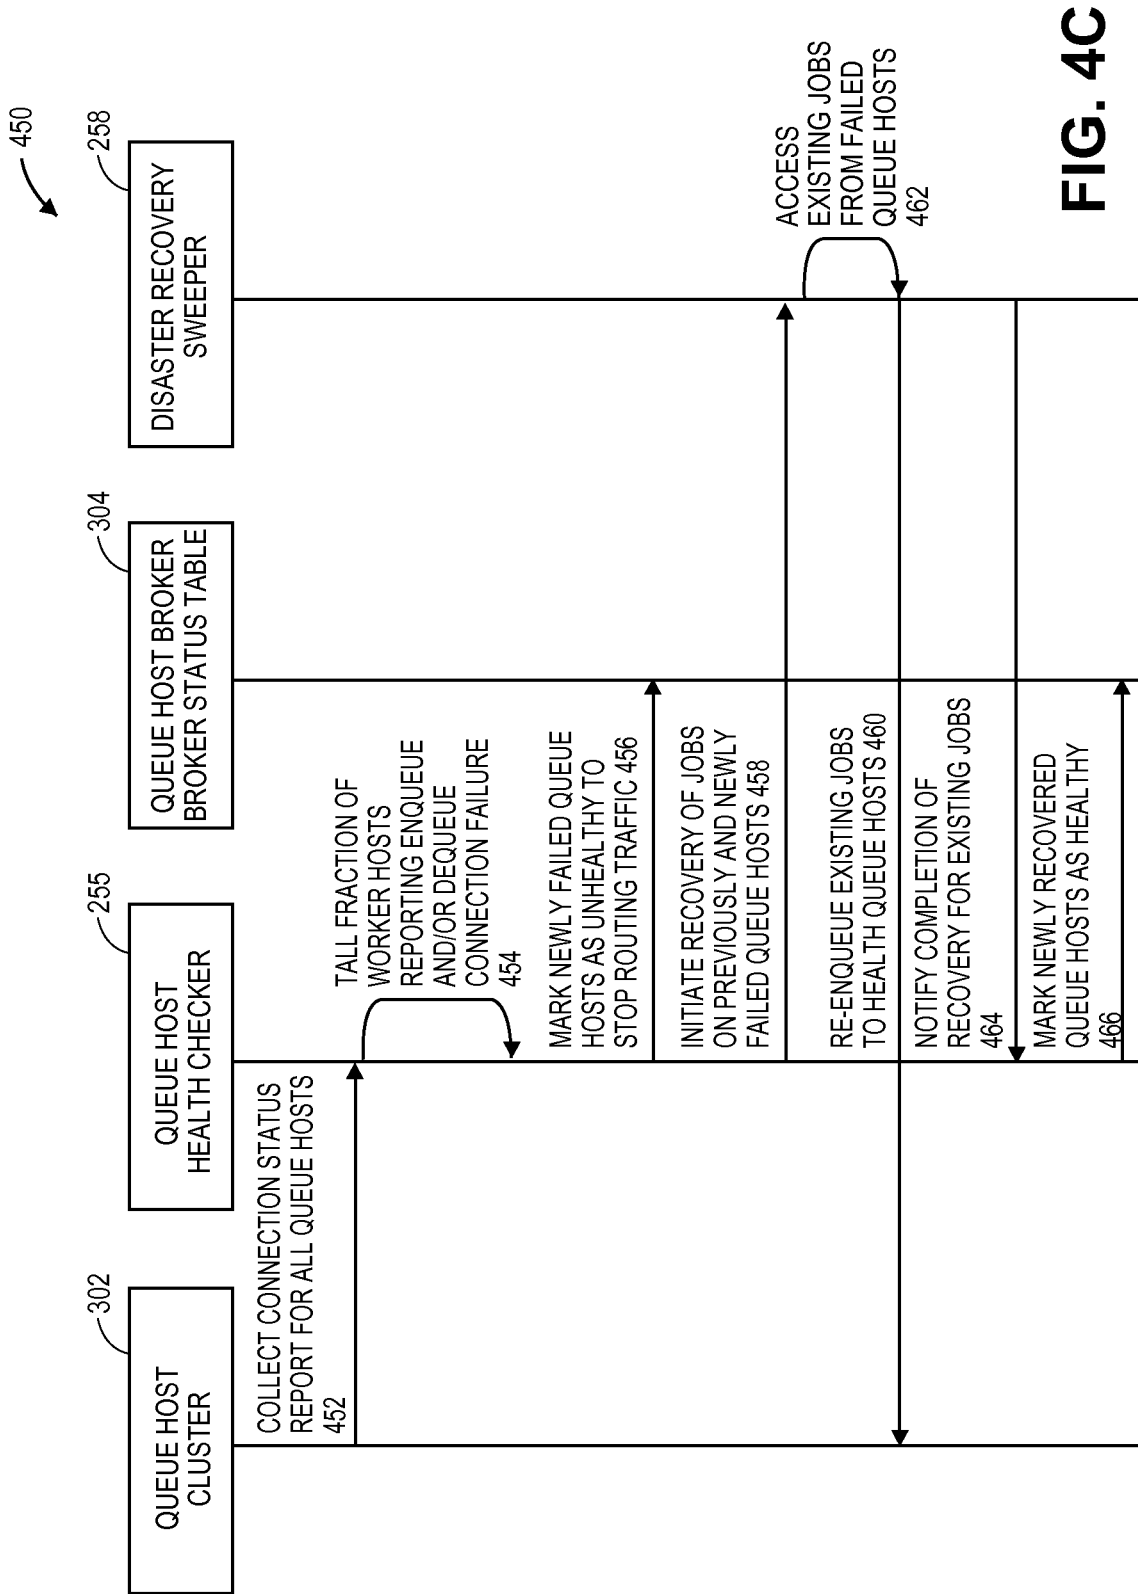 450
302
QUEUE HOST
CLUSTER
255
QUEUE HOST
HEALTH CHECKER
304
QUEUE HOST BROKER
BROKER STATUS TABLE
258
DISASTER RECOVERY
SWEEPER
COLLECT CONNECTION STATUS
REPORT FOR ALL QUEUE HOSTS
452
TALL FRACTION OF
WORKER HOSTS
REPORTING ENQUEUE
AND/OR DEQUEUE
CONNECTION FAILURE
454
MARK NEWLY FAILED QUEUE
HOSTS AS UNHEALTHY TO
STOP ROUTING TRAFFIC 456
INITIATE RECOVERY OF JOBS
ON PREVIOUSLY AND NEWLY
FAILED QUEUE HOSTS 458
ACCESS
EXISTING JOBS
FROM FAILED
QUEUE HOSTS
462
RE-ENQUEUE EXISTING JOBS
TO HEALTH QUEUE HOSTS 460
NOTIFY COMPLETION OF
RECOVERY FOR EXISTING JOBS
464
MARK NEWLY RECOVERED
QUEUE HOSTS AS HEALTHY
466
FIG. 4C